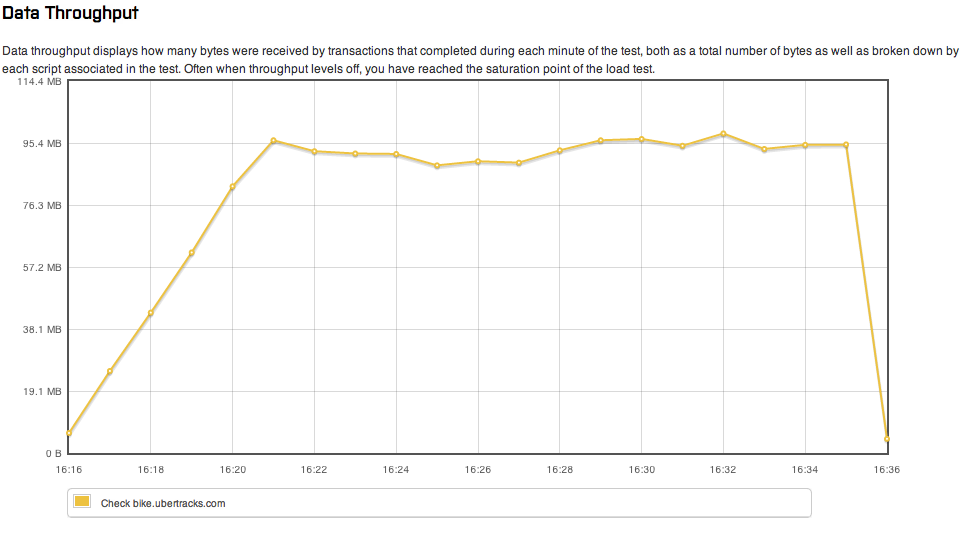 Data Throughput
Data throughput displays how many bytes were received by transactions that completed during each minute of the test, both as a total number of bytes as well as broken down by
each script associated in the test. Often when throughput levels off, you have reached the saturation point of the load test.
114.4 MB
95.4 MB
76.3 MB
57.2 MB
38.1 MB
19.1 MB
0 B
16:16 16:18 16:20 16:22 16:24 16:26 16:28 16:30 16:32 16:34 16:36
Check bike.ubertracks.com